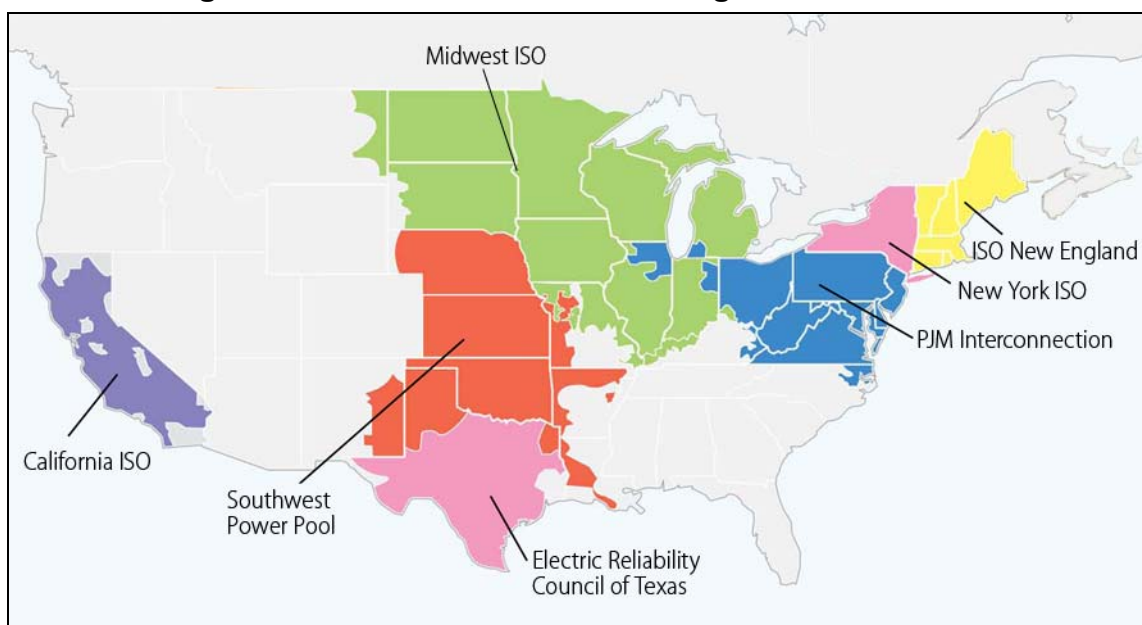 Midwest ISO
ISO New England
New York ISO
PJM Interconnection
California ISO
Southwest
Power Pool
Electric Reliability
Council of Texas